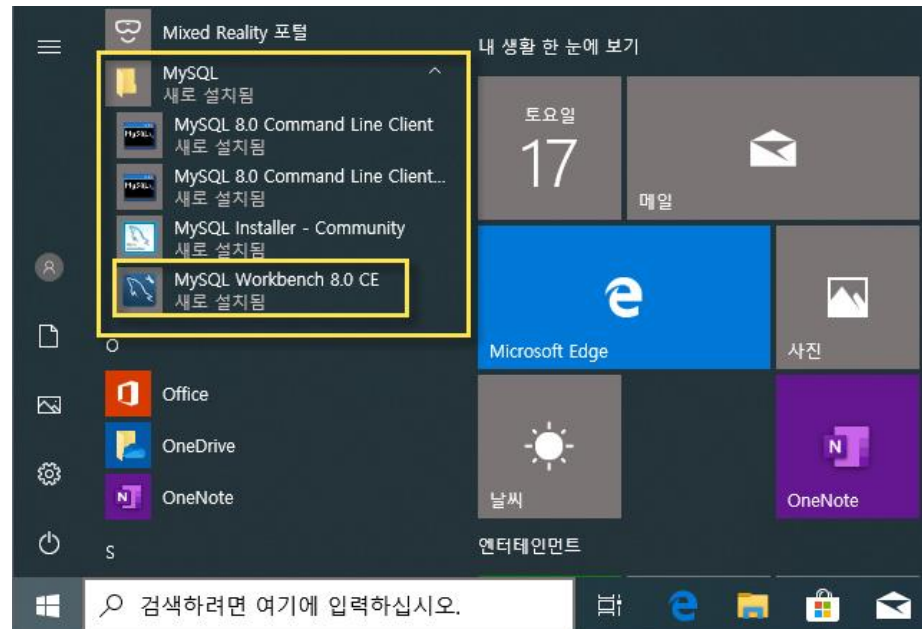 Mixed Reality 포털
MySQL
새로 설치됨
MySQL 8.0 Command Line Client
새로 설치됨
MySQL 8.0 Command Line Client...
새로 설치됨
MySQL Installer - Community
새로 설치됨
MySQL Workbench 8.0 CE
새로 설치됨
O
Office
OneDrive
OneNote
S
내 생활 한 눈에 보기
토요일
17
메일
Microsoft Edge
사진
날씨
OneNote
엔터테인먼트
검색하려면 여기에 입력하십시오.